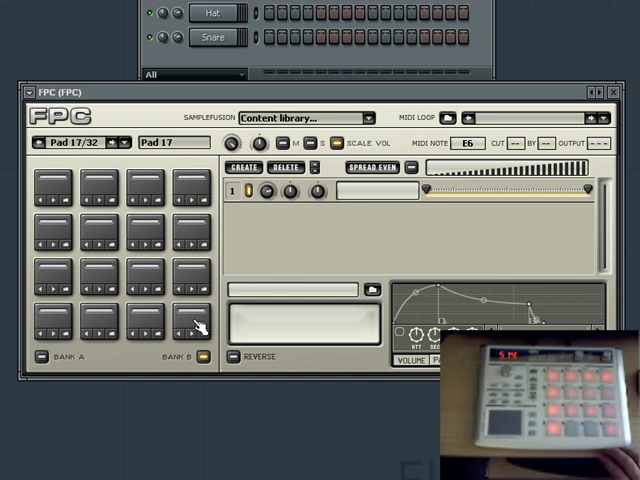 Hat
Snare
All
FPC (FPC)
FPC
SAMPLEFUSION
Content library...
MIDI LOOP
Pad 17/32
Pad 17
M
S
SCALE VOL
MIDI NOTE
E6
CUT
--
BY
--
OUTPUT
---
CREATE
DELETE
SPREAD EVEN
1
ATT
BANK A
BANK B
REVERSE
VOLUME